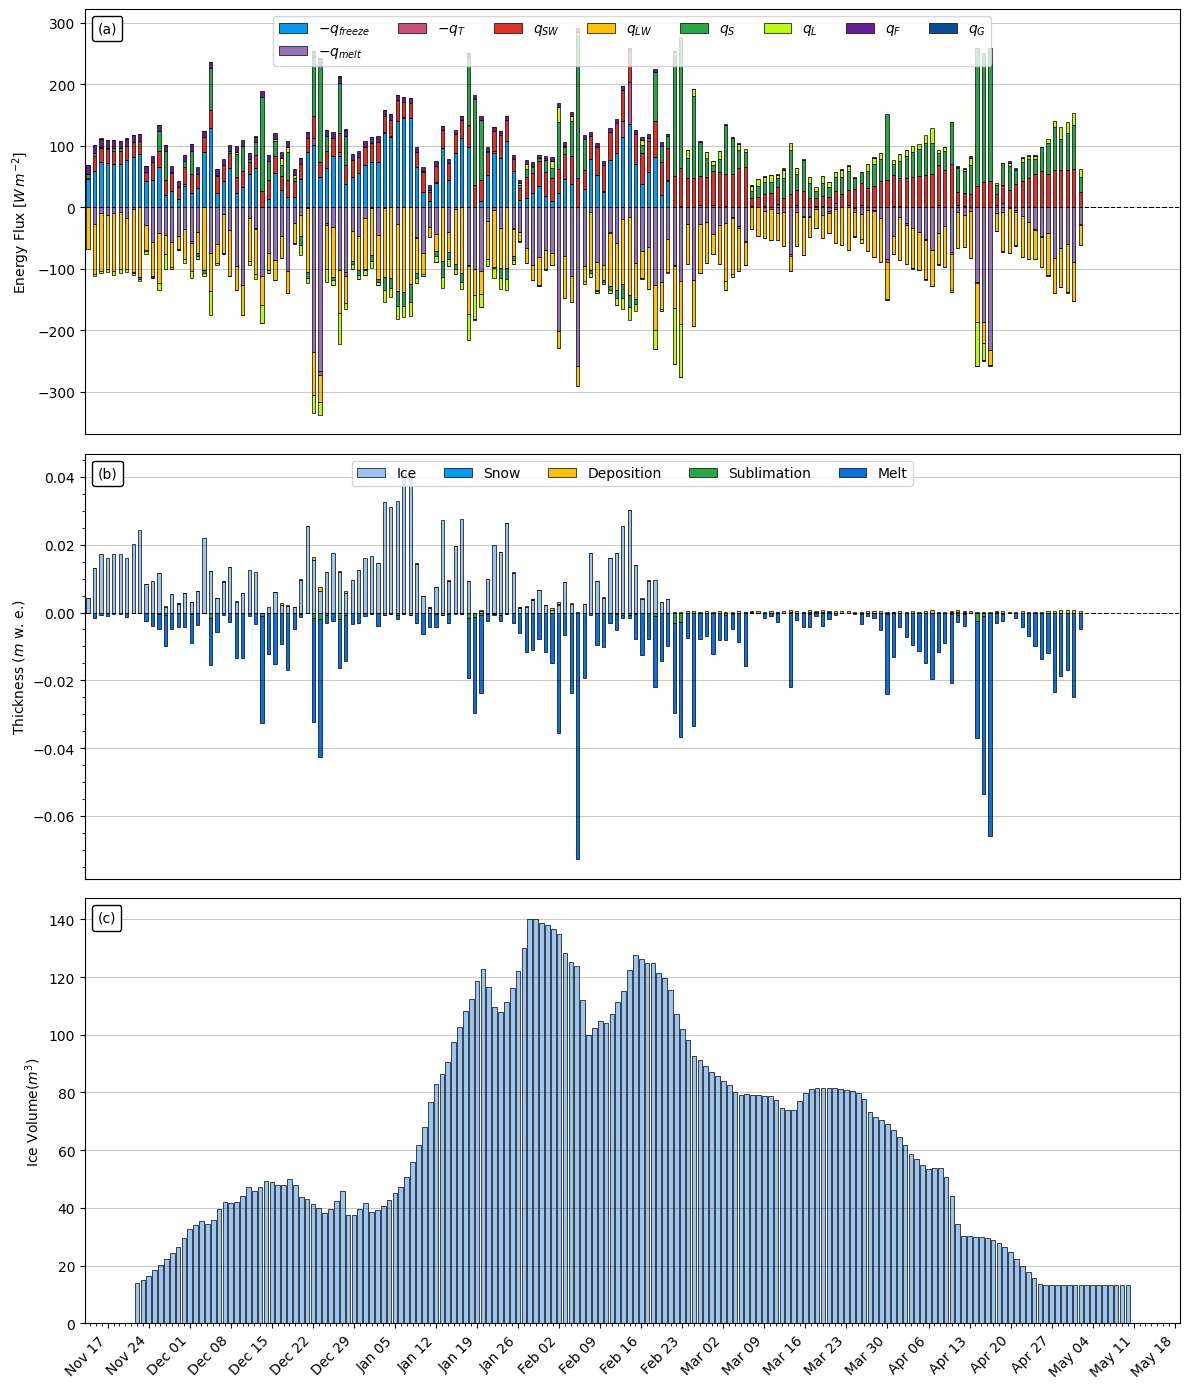 (a)
−q_freeze −q_T q_SW q_LW q_S q_L q_F q_G
−q_melt
Energy Flux [W m⁻²]
300
200
100
0
−100
−200
−300
(b)
Ice Snow Deposition Sublimation Melt
Thickness (m w. e.)
0.04
0.02
0.00
−0.02
−0.04
−0.06
(c)
Ice Volume(m³)
140
120
100
80
60
40
20
0
Nov 17 Nov 24 Dec 01 Dec 08 Dec 15 Dec 22 Dec 29 Jan 05 Jan 12 Jan 19 Jan 26 Feb 02 Feb 09 Feb 16 Feb 23 Mar 02 Mar 09 Mar 16 Mar 23 Mar 30 Apr 06 Apr 13 Apr 20 Apr 27 May 04 May 11 May 18